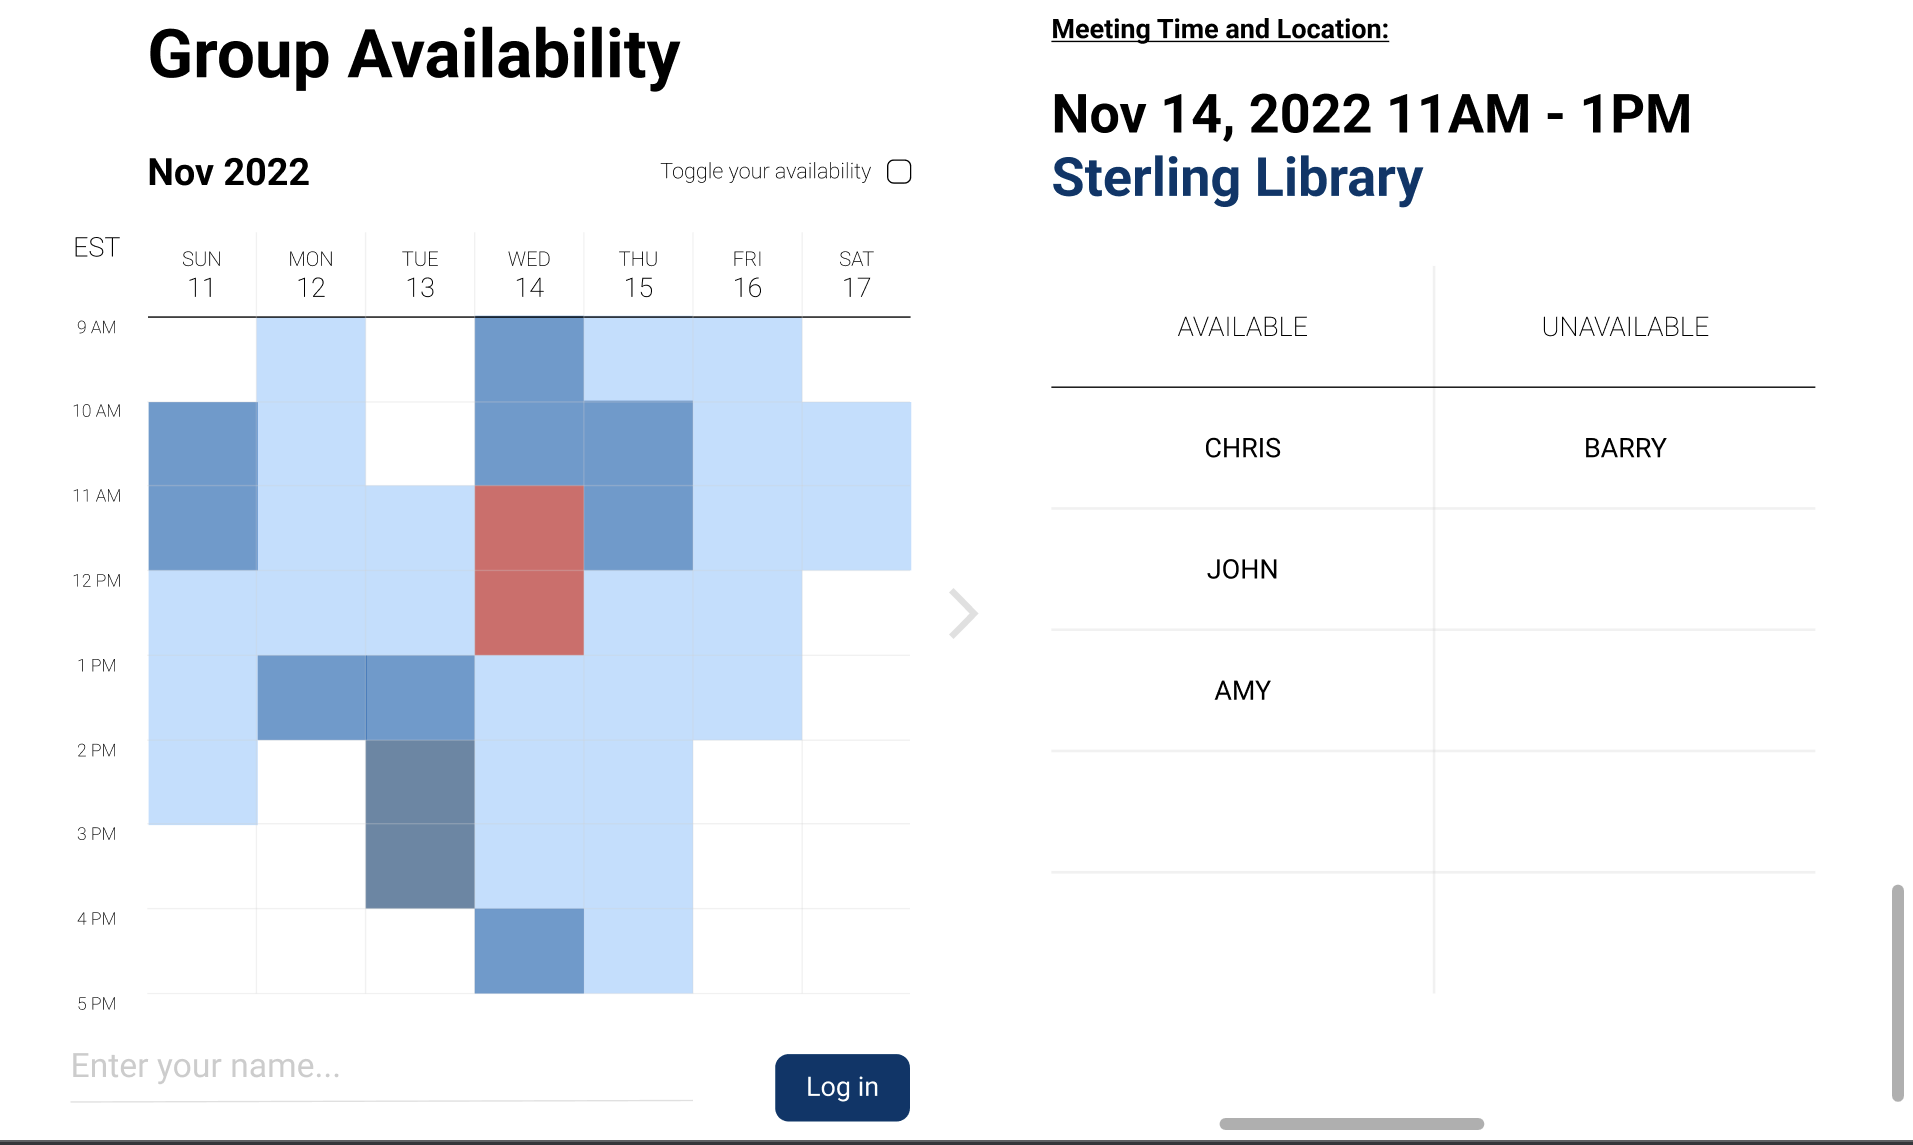 Group Availability
Nov 2022
Toggle your availability
EST
SUN MON TUE WED THU FRI SAT
11 12 13 14 15 16 17
9 AM
10 AM
11 AM
12 PM
1 PM
2 PM
3 PM
4 PM
5 PM
Enter your name...
Log in
Meeting Time and Location:
Nov 14, 2022 11AM - 1PM
Sterling Library
AVAILABLE UNAVAILABLE
CHRIS BARRY
JOHN
AMY